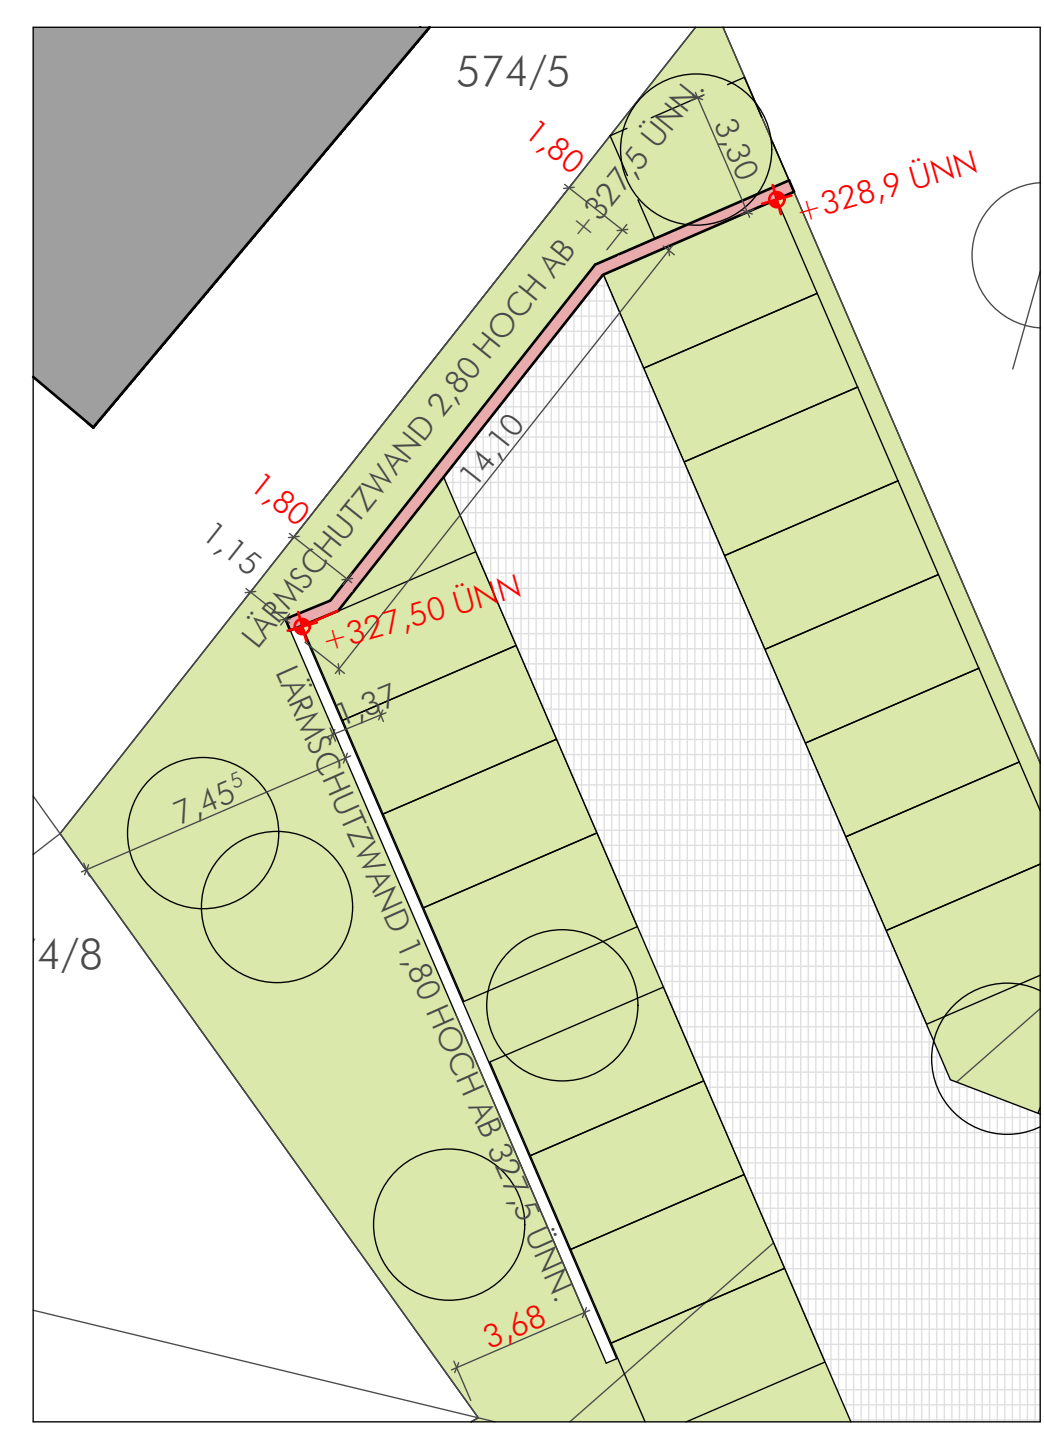 574/5
1,80
3,30
+328,9 ÜNN
LÄRMSCHUTZWAND 2,80 HOCH AB +327,5 ÜNN.
14,10
1,80
1,15
+327,50 ÜNN
1,37
7,45⁵
LÄRMSCHUTZWAND 1,80 HOCH AB 327,5 ÜNN.
4/8
3,68